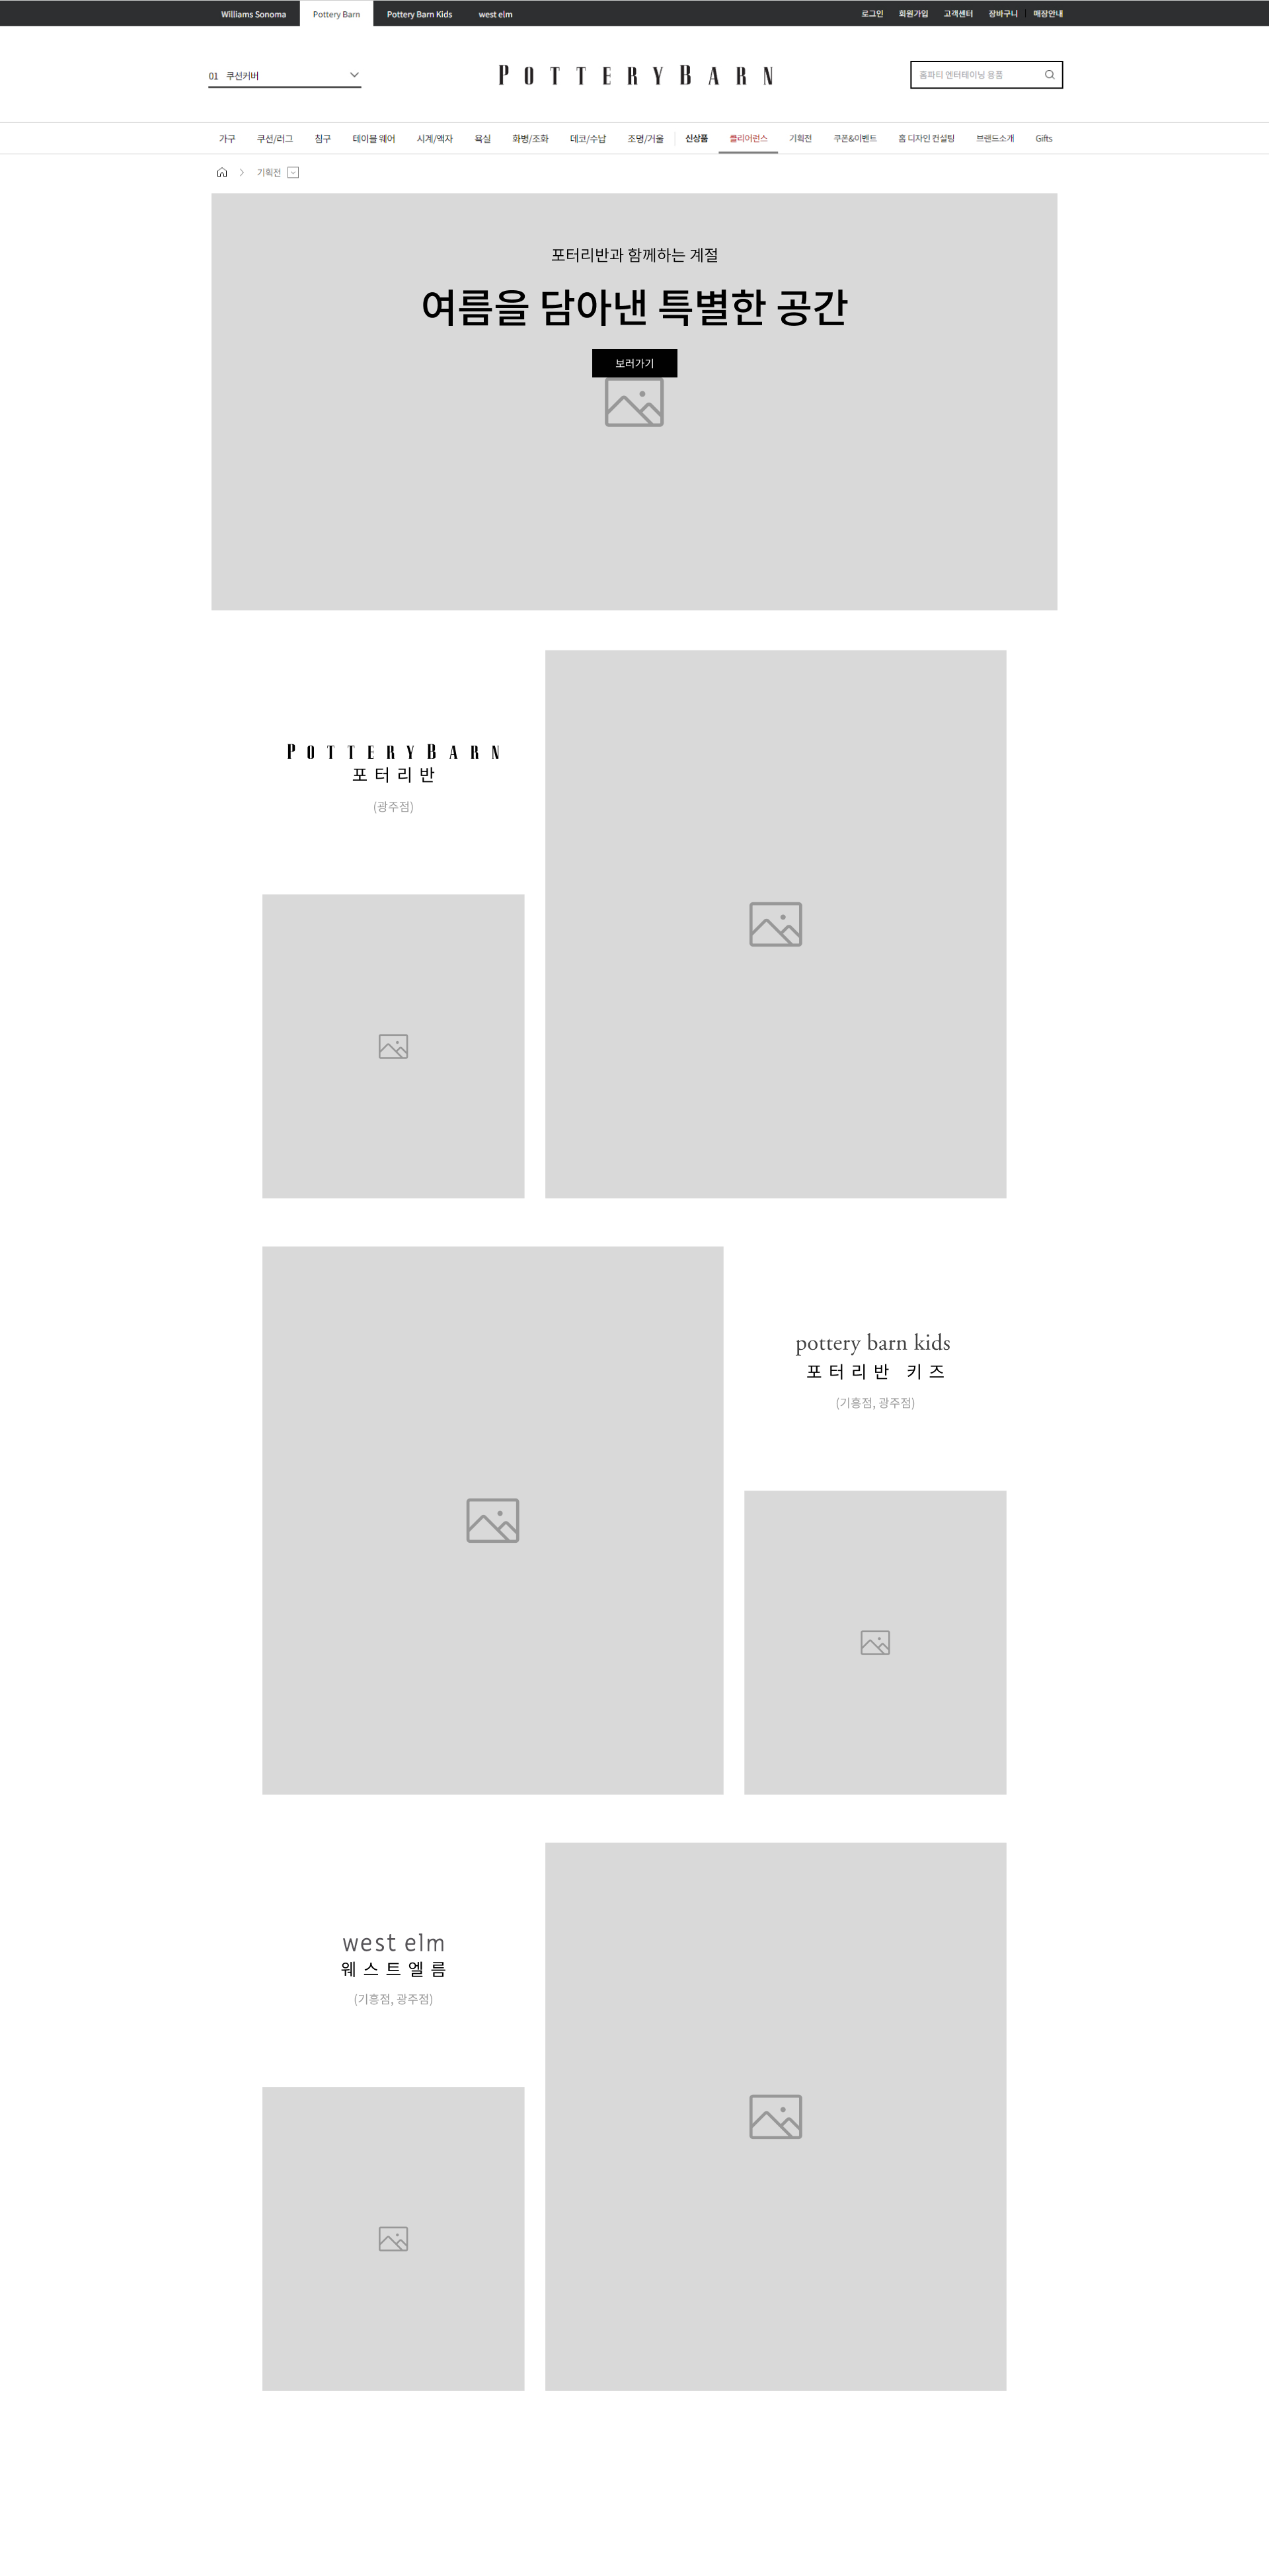 Williams Sonoma Pottery Barn Pottery Barn Kids west elm 로그인 회원가입 고객센터 장바구니 매장안내
01 쿠션커버 POTTERY BARN 홈파티 엔터테이닝 용품
가구 쿠션/러그 침구 테이블 웨어 시계/액자 욕실 화병/조화 데코/수납 조명/거울 신상품 클리어런스 기획전 쿠폰&이벤트 홈 디자인 컨설팅 브랜드소개 Gifts
기획전
포터리반과 함께하는 계절
여름을 담아낸 특별한 공간
보러가기
POTTERY BARN
포터리반
(광주점)
pottery barn kids
포터리반 키즈
(기흥점, 광주점)
west elm
웨스트엘름
(기흥점, 광주점)